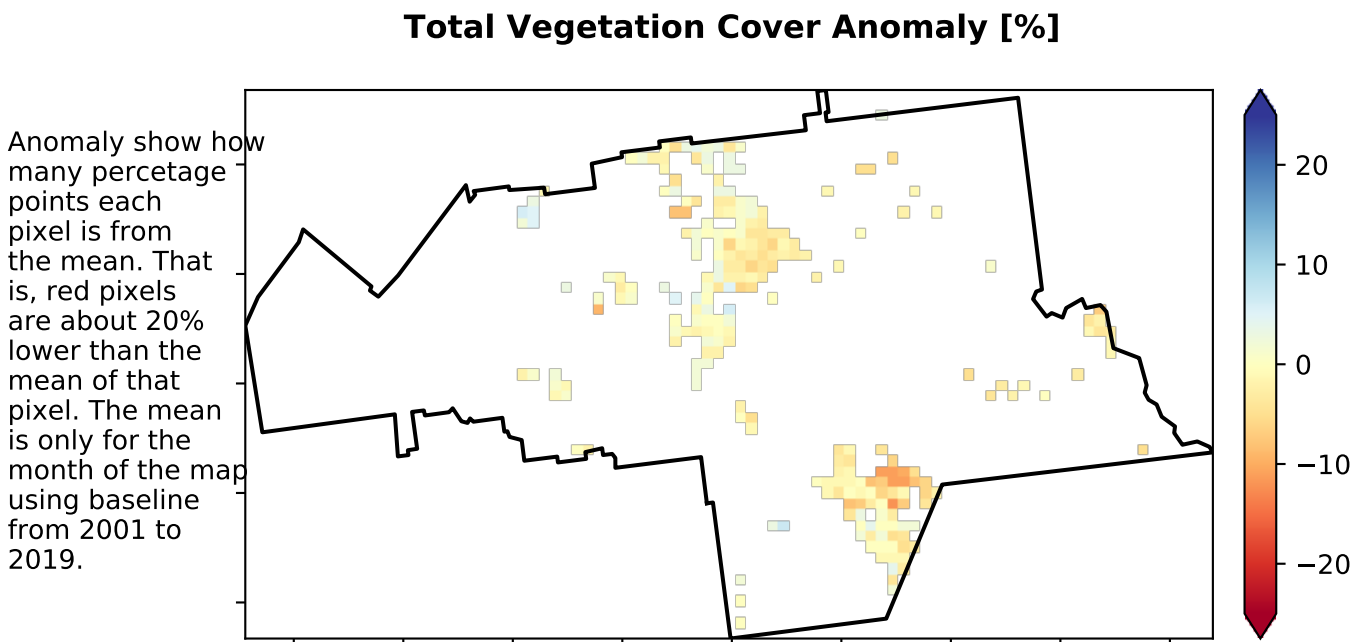 Total Vegetation Cover Anomaly [%]
Anomaly show how
many percetage
points each
pixel is from
the mean. That
is, red pixels
are about 20%
lower than the
mean of that
pixel. The mean
is only for the
month of the map
using baseline
from 2001 to
2019.
20
10
0
−10
−20